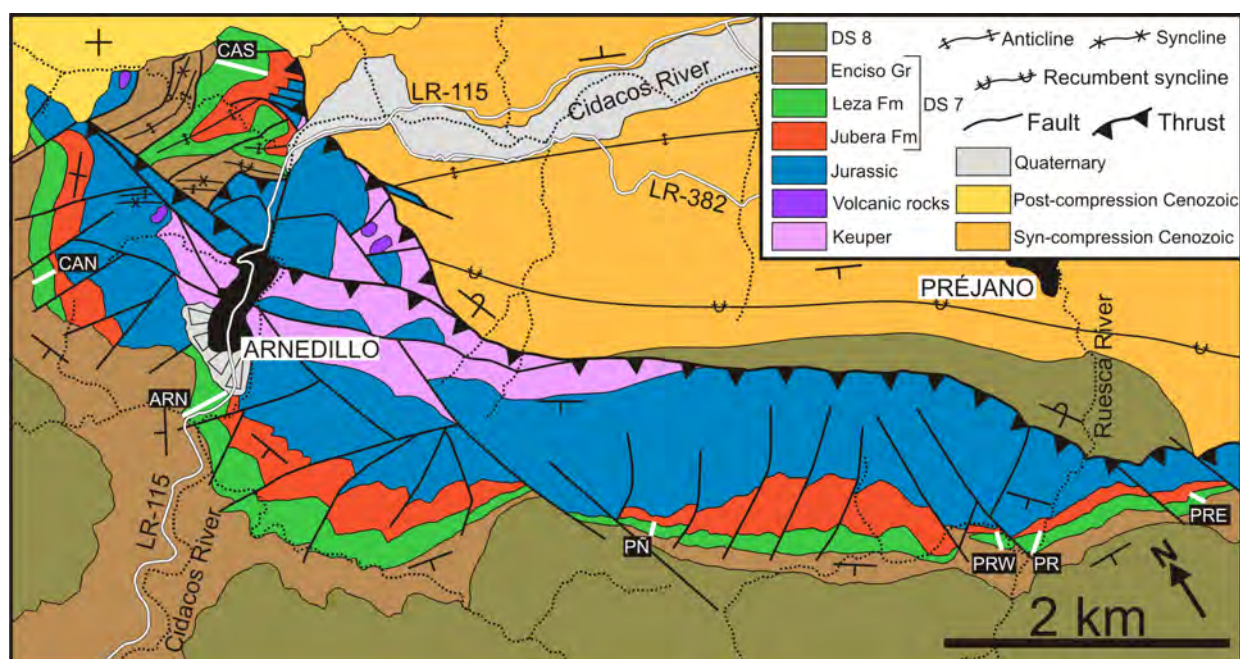 DS 8
Enciso Gr
Leza Fm
Jubera Fm
DS 7
Jurassic
Volcanic rocks
Keuper
Anticline
Syncline
Recumbent syncline
Fault
Thrust
Quaternary
Post-compression Cenozoic
Syn-compression Cenozoic
CAS
LR-115
Cidacos River
LR-382
CAN
PRÉJANO
ARNEDILLO
Ruesca River
ARN
LR-115
Cidacos River
PÑ
PRW
PR
PRE
N
2 km